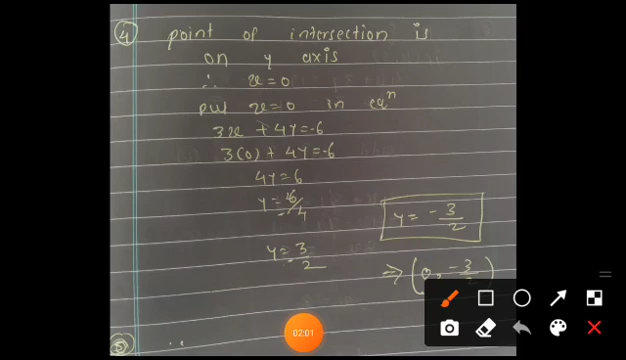 4 point of intersection is
on y axis
∴ x=0
put x=0 in eqⁿ
3x + 4y=-6
3(0) + 4y=-6
4y=6
y=-6/4
y=-3/2
y = -3/2
⇒ (0, -3/2)
5
02:01